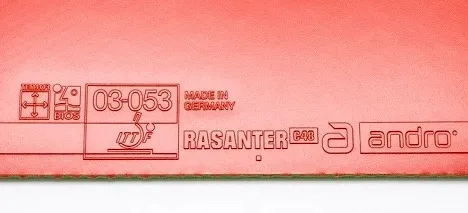 TENSOR
BIOS
03-053
ITTF
MADE IN
GERMANY
RASANTER C48
andro